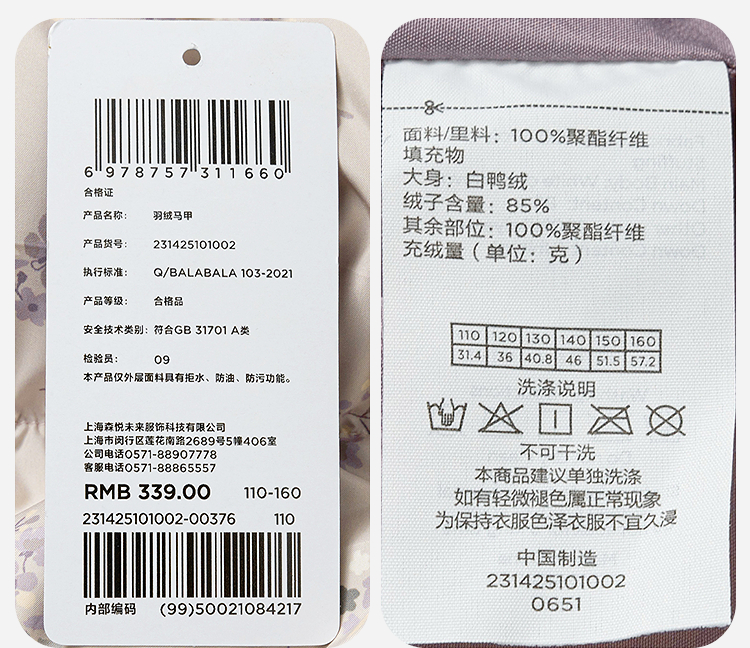 6 978757 311660
合格证
产品名称： 羽绒马甲
产品货号： 231425101002
执行标准： Q/BALABALA 103-2021
产品等级： 合格品
安全技术类别：符合GB 31701 A类
检验员： 09
本产品仅外层面料具有拒水、防油、防污功能。
上海森悦未来服饰科技有限公司
上海市闵行区莲花南路2689号5幢406室
公司电话0571-88907778
客服电话0571-88865557
RMB 339.00 110-160
231425101002-00376 110
内部编码 (99)50021084217
面料/里料：100%聚酯纤维
填充物
大身：白鸭绒
绒子含量：85%
其余部位：100%聚酯纤维
充绒量（单位：克）
110 120 130 140 150 160
31.4 36 40.8 46 51.5 57.2
洗涤说明
不可干洗
本商品建议单独洗涤
如有轻微褪色属正常现象
为保持衣服色泽衣服不宜久浸
中国制造
231425101002
0651